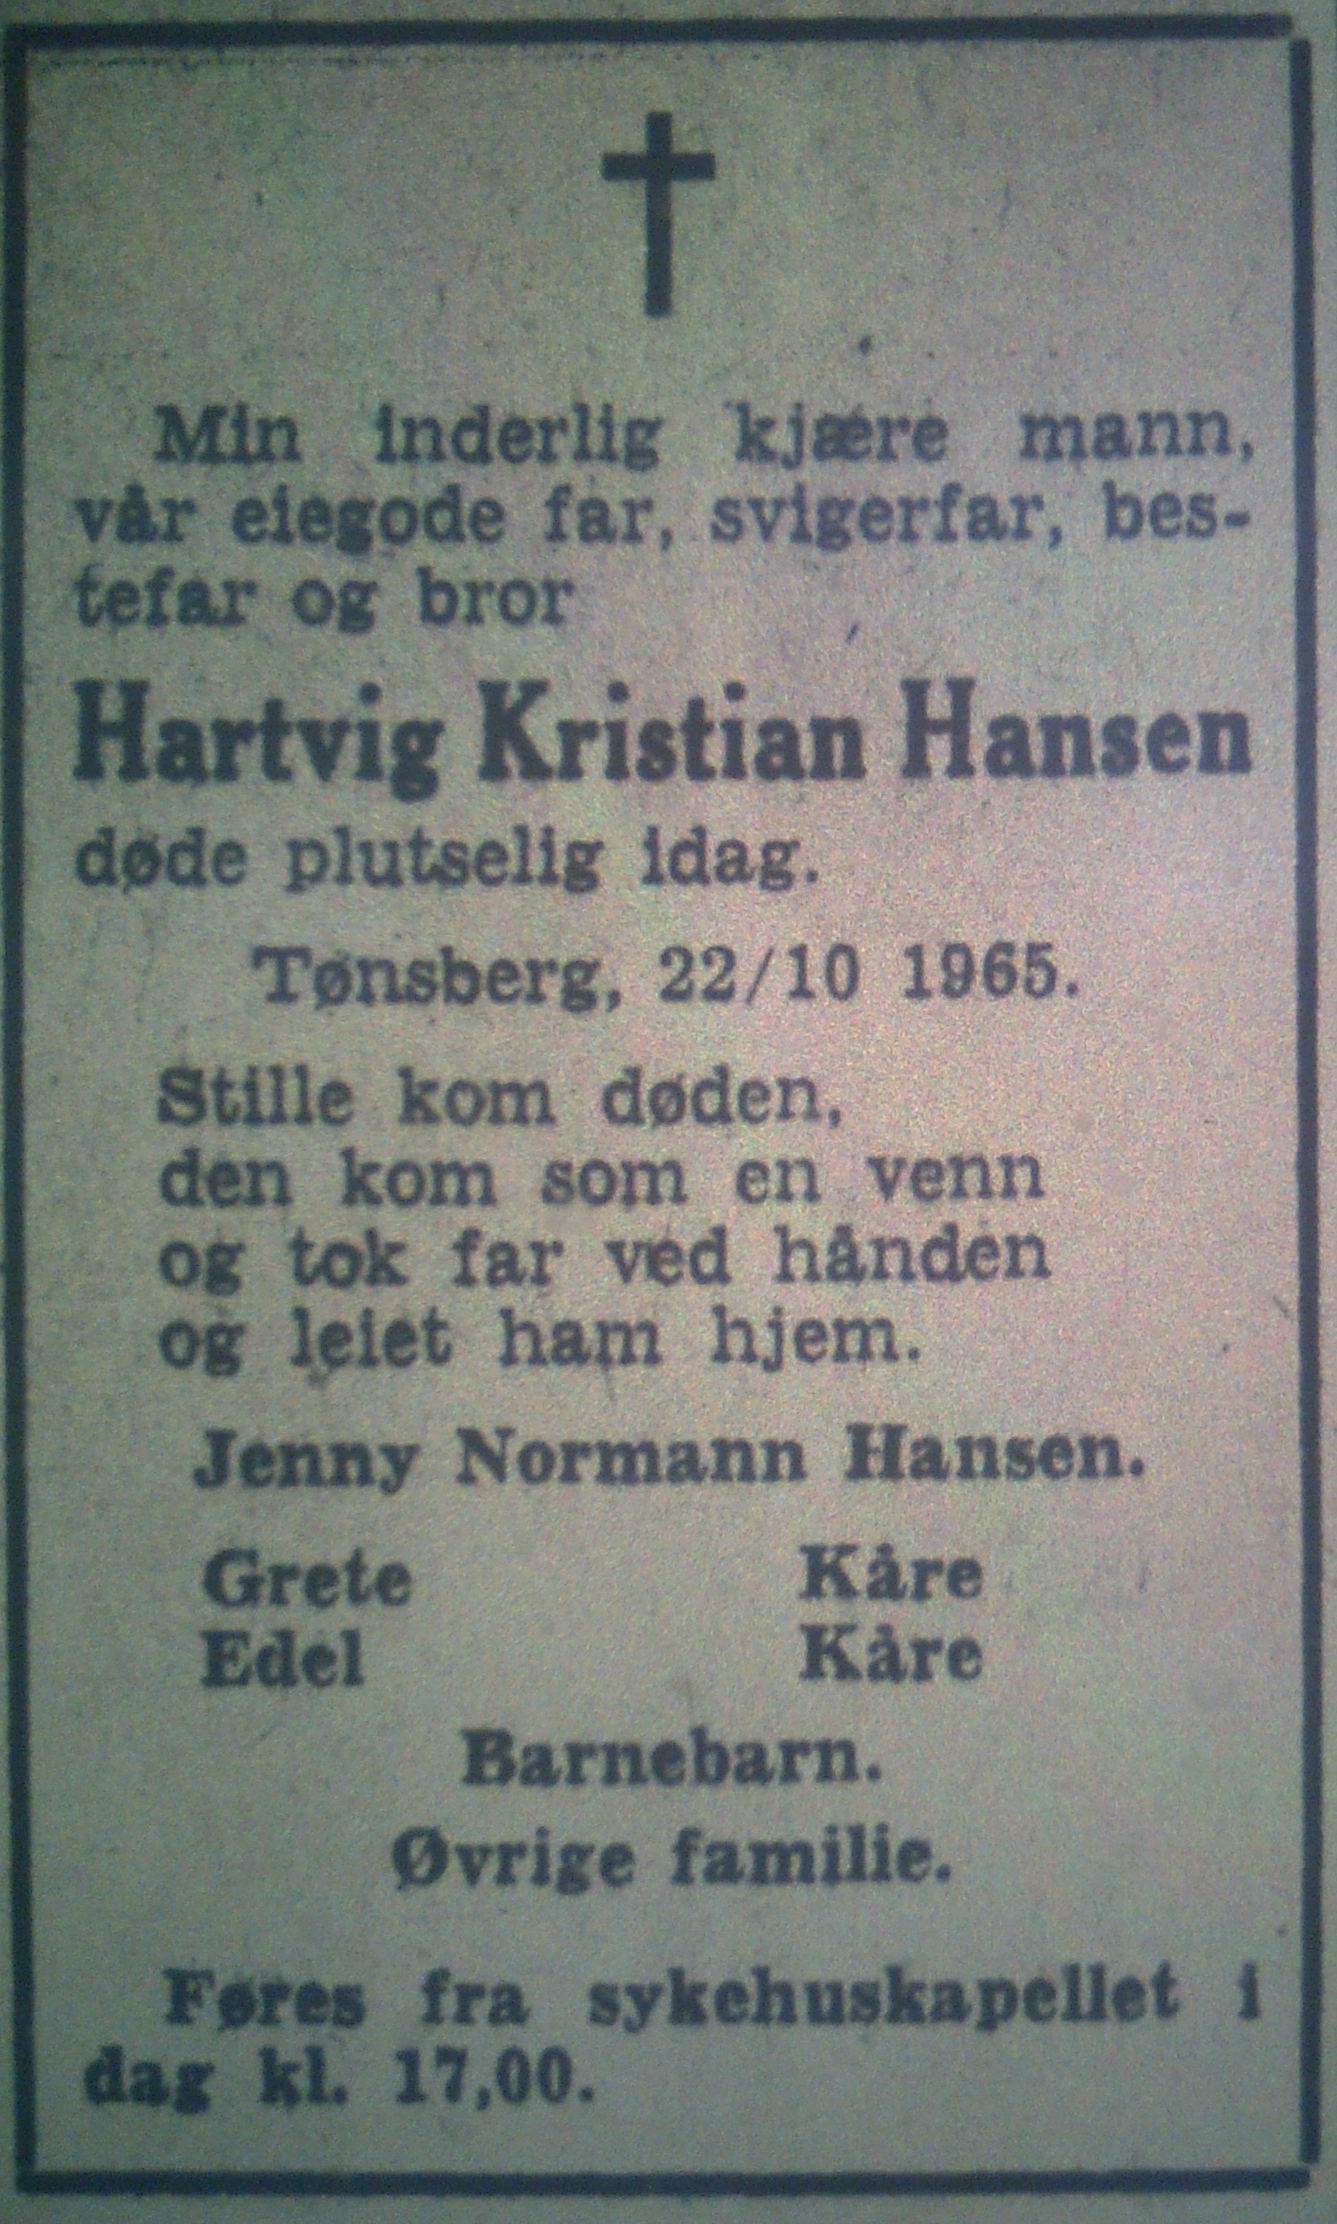 Min inderlig kjære mann,
vår eiegode far, svigerfar, bes-
tefar og bror
Hartvig Kristian Hansen
døde plutselig idag.
Tønsberg, 22/10 1965.
Stille kom døden,
den kom som en venn
og tok far ved hånden
og leiet ham hjem.
Jenny Normann Hansen.
Grete Kåre
Edel Kåre
Barnebarn.
Øvrige familie.
Føres fra sykehuskapellet i
dag kl. 17,00.